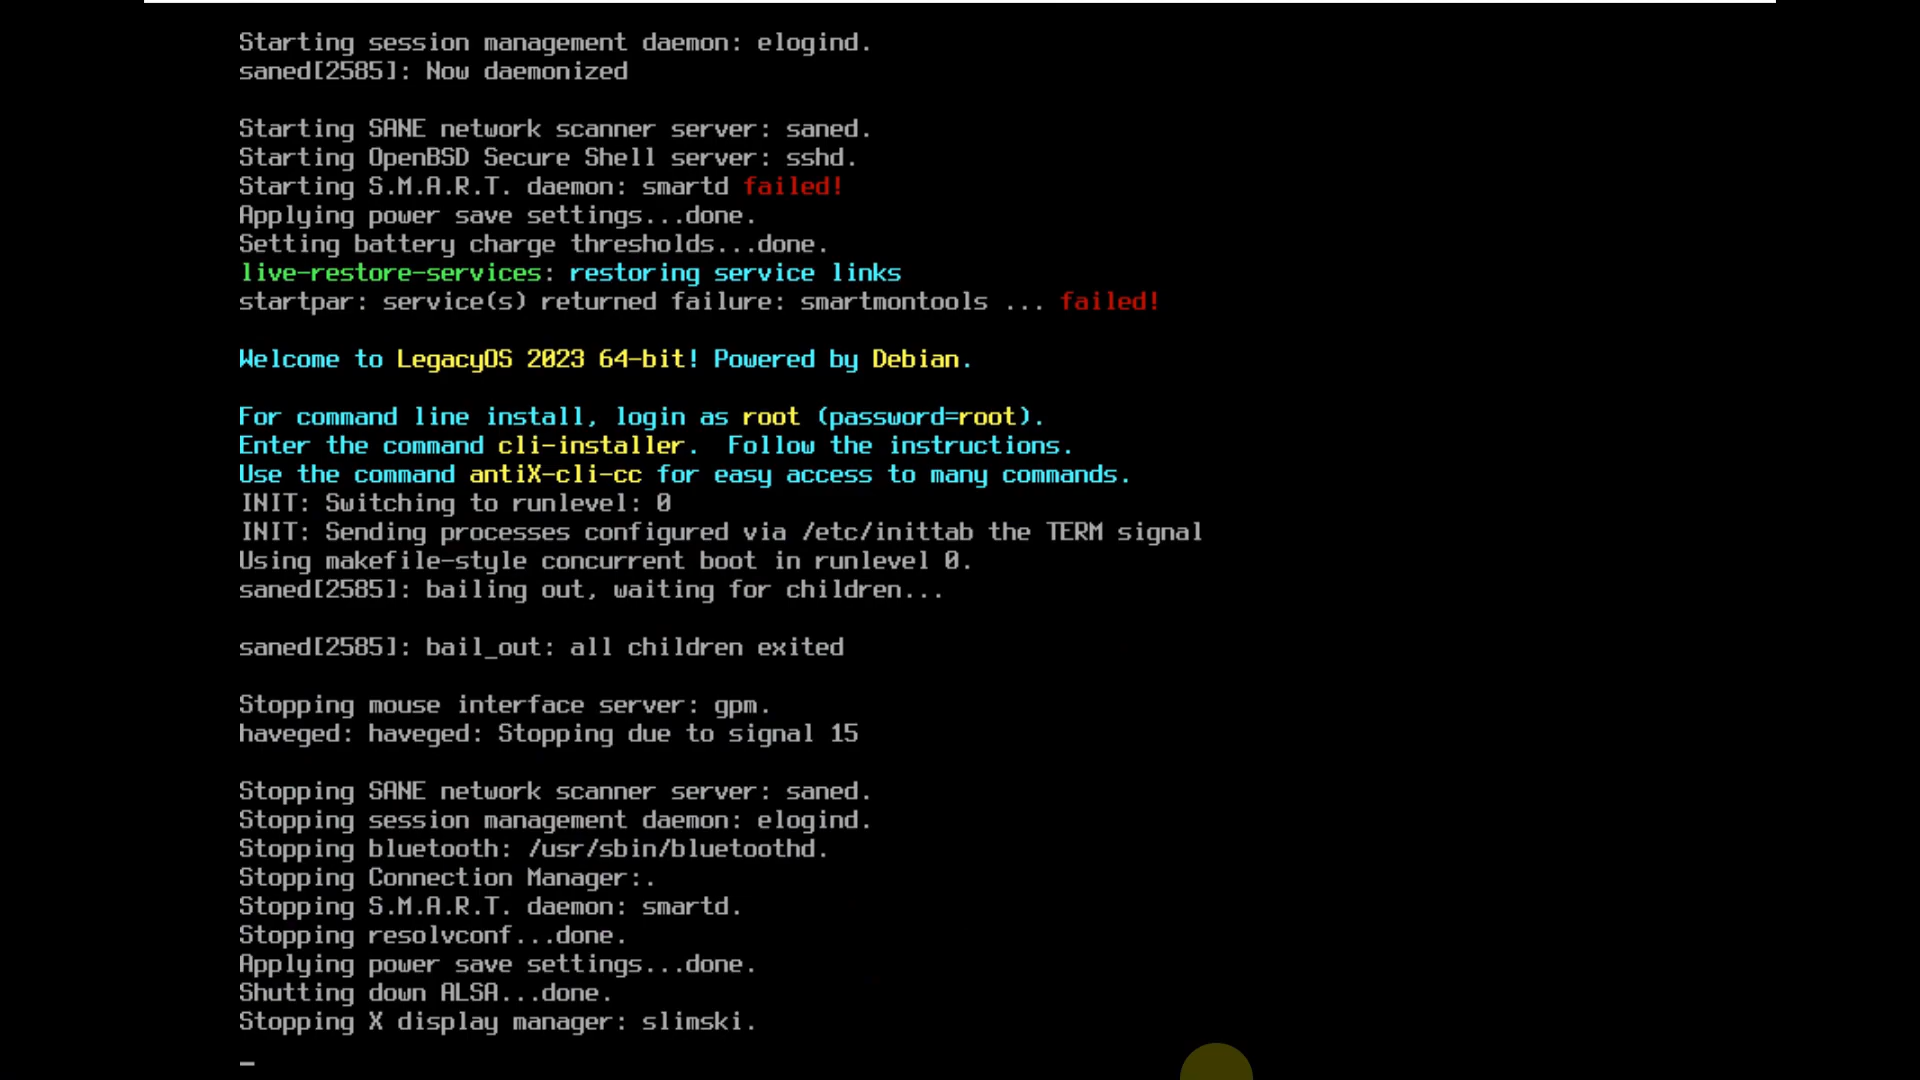 Starting session management daemon: elogind.
saned[2585]: Now daemonized
Starting SANE network scanner server: saned.
Starting OpenBSD Secure Shell server: sshd.
Starting S.M.A.R.T. daemon: smartd failed!
Applying power save settings...done.
Setting battery charge thresholds...done.
live-restore-services: restoring service links
startpar: service(s) returned failure: smartmontools ... failed!
Welcome to LegacyOS 2023 64-bit! Powered by Debian.
For command line install, login as root (password=root).
Enter the command cli-installer.  Follow the instructions.
Use the command antiX-cli-cc for easy access to many commands.
INIT: Switching to runlevel: 0
INIT: Sending processes configured via /etc/inittab the TERM signal
Using makefile-style concurrent boot in runlevel 0.
saned[2585]: bailing out, waiting for children...
saned[2585]: bail_out: all children exited
Stopping mouse interface server: gpm.
haveged: haveged: Stopping due to signal 15
Stopping SANE network scanner server: saned.
Stopping session management daemon: elogind.
Stopping bluetooth: /usr/sbin/bluetoothd.
Stopping Connection Manager:.
Stopping S.M.A.R.T. daemon: smartd.
Stopping resolvconf...done.
Applying power save settings...done.
Shutting down ALSA...done.
Stopping X display manager: slimski.